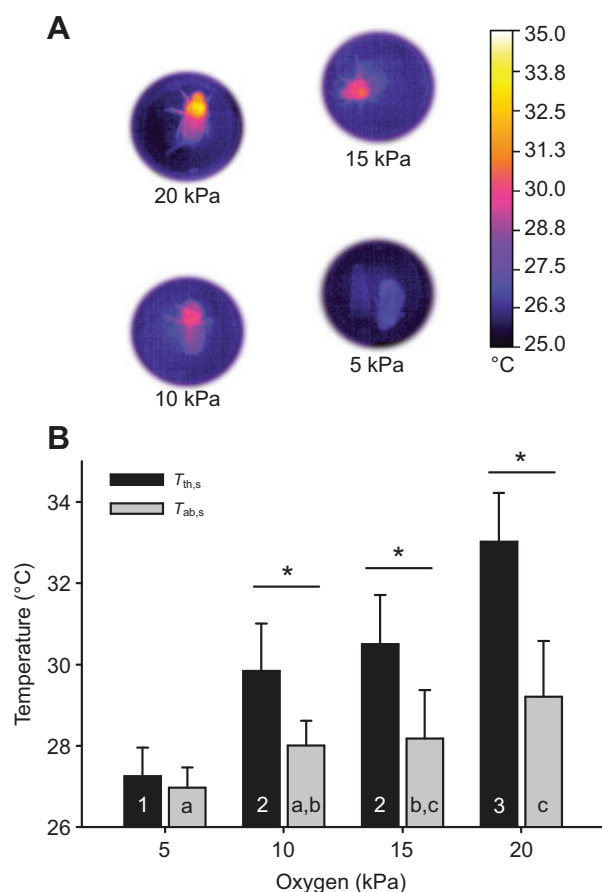 A
20 kPa
15 kPa
10 kPa
5 kPa
35.0
33.8
32.5
31.3
30.0
28.8
27.5
26.3
25.0
°C
B
T th,s
T ab,s
*
*
*
Temperature (°C)
34
32
30
28
26
1 a 2 a,b 2 b,c 3 c
5 10 15 20
Oxygen (kPa)